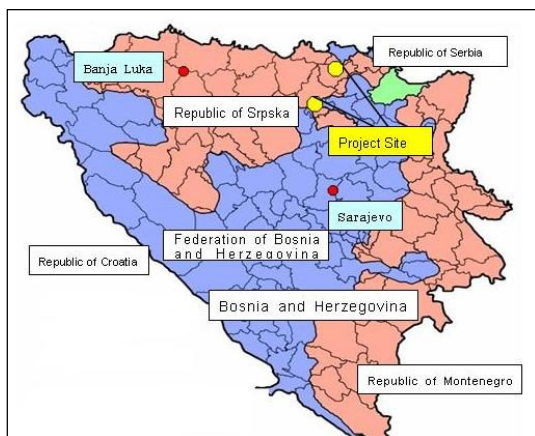 Republic of Serbia
Banja Luka
Republic of Srpska
Project Site
Sarajevo
Federation of Bosnia
and Herzegovina
Republic of Croatia
Bosnia and Herzegovina
Republic of Montenegro